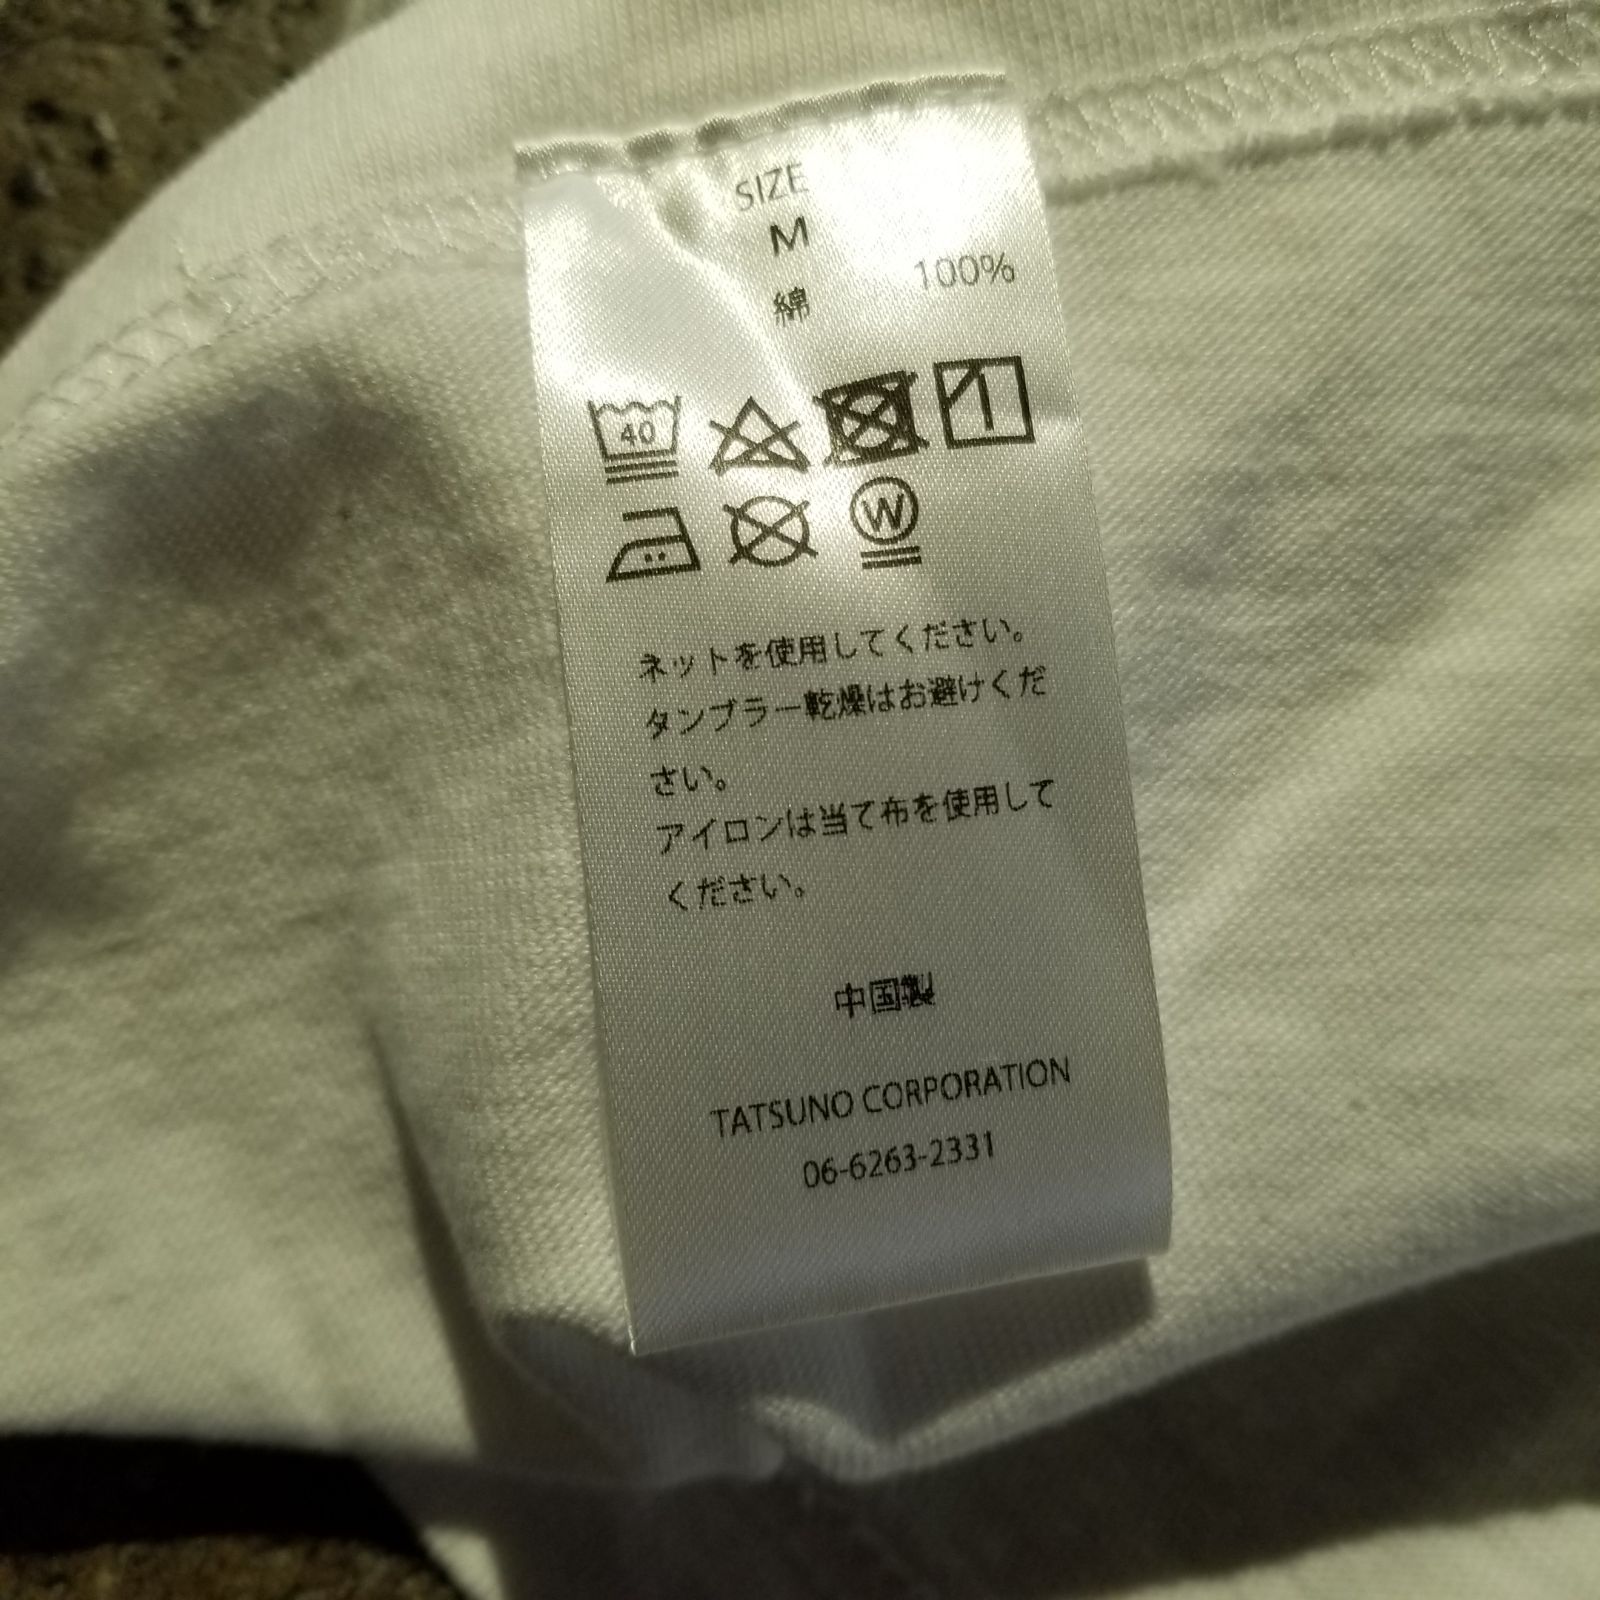 SIZE
M
綿 100%
40
W
ネットを使用してください。
タンブラー乾燥はお避けくだ
さい。
アイロンは当て布を使用して
ください。
中国製
TATSUNO CORPORATION
06-6263-2331